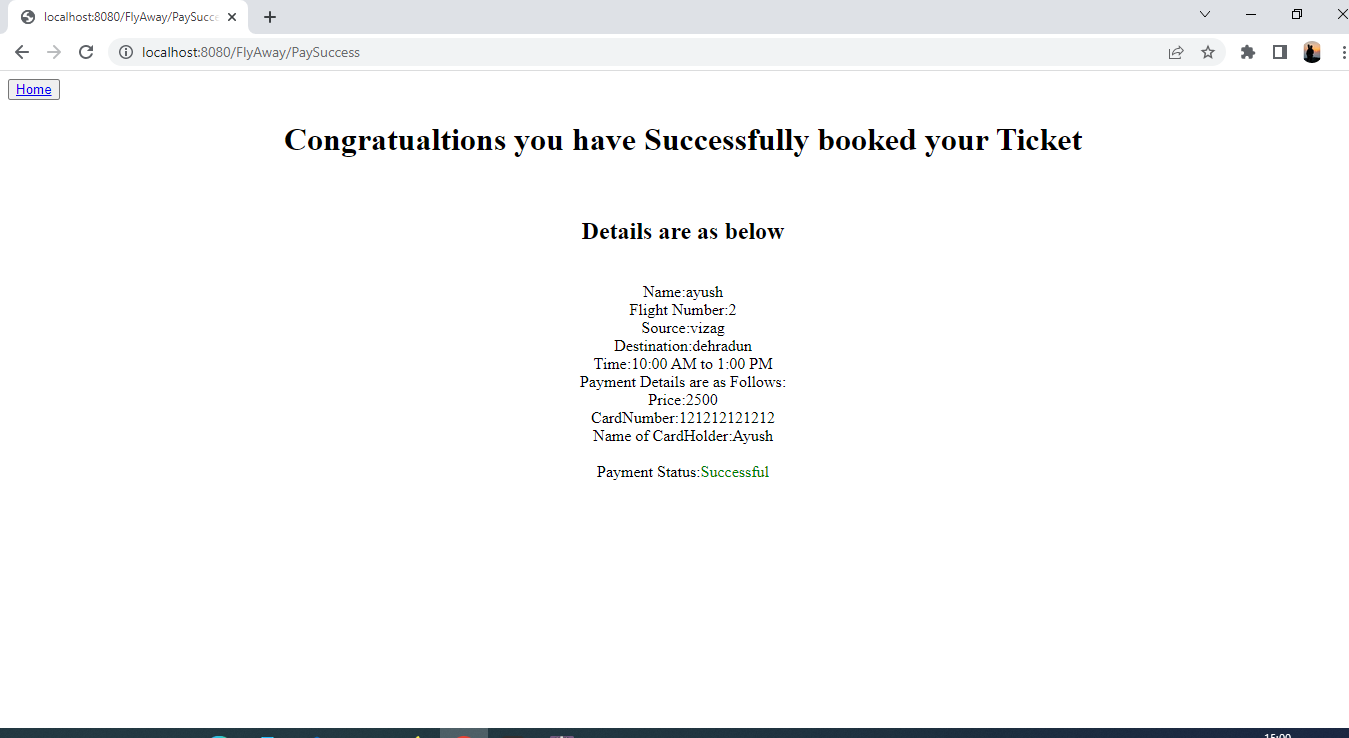 localhost:8080/FlyAway/PaySucce
localhost:8080/FlyAway/PaySuccess
Home
Congratualtions you have Successfully booked your Ticket
Details are as below
Name:ayush
Flight Number:2
Source:vizag
Destination:dehradun
Time:10:00 AM to 1:00 PM
Payment Details are as Follows:
Price:2500
CardNumber:121212121212
Name of CardHolder:Ayush
Payment Status:Successful